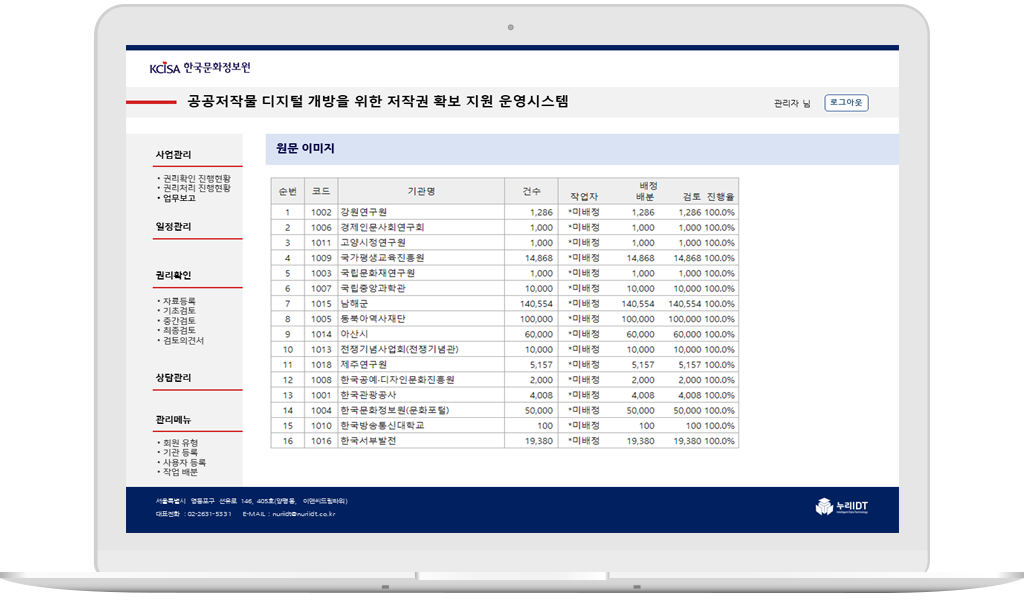 KCISA 한국문화정보원
공공저작물 디지털 개방을 위한 저작권 확보 지원 운영시스템
관리자 님 로그아웃
사업관리
• 권리확인 진행현황
• 권리처리 진행현황
• 업무보고
일정관리
권리확인
• 자료등록
• 기초검토
• 중간검토
• 최종검토
• 검토의견서
상담관리
관리메뉴
• 회원 유형
• 기관 등록
• 사용자 등록
• 작업 배분
원문 이미지
순번 코드 기관명 건수 작업자 배정 배분 검토 진행율
1 1002 강원연구원 1,286 *미배정 1,286 1,286 100.0%
2 1006 경제인문사회연구회 1,000 *미배정 1,000 1,000 100.0%
3 1011 고양시정연구원 1,000 *미배정 1,000 1,000 100.0%
4 1009 국가평생교육진흥원 14,868 *미배정 14,868 14,868 100.0%
5 1003 국립문화재연구원 1,000 *미배정 1,000 1,000 100.0%
6 1007 국립중앙과학관 10,000 *미배정 10,000 10,000 100.0%
7 1015 남해군 140,554 *미배정 140,554 140,554 100.0%
8 1005 동북아역사재단 100,000 *미배정 100,000 100,000 100.0%
9 1014 아산시 60,000 *미배정 60,000 60,000 100.0%
10 1013 전쟁기념사업회(전쟁기념관) 10,000 *미배정 10,000 10,000 100.0%
11 1018 제주연구원 5,157 *미배정 5,157 5,157 100.0%
12 1008 한국공예·디자인문화진흥원 2,000 *미배정 2,000 2,000 100.0%
13 1001 한국관광공사 4,008 *미배정 4,008 4,008 100.0%
14 1004 한국문화정보원(문화포털) 50,000 *미배정 50,000 50,000 100.0%
15 1010 한국방송통신대학교 100 *미배정 100 100 100.0%
16 1016 한국서부발전 19,380 *미배정 19,380 19,380 100.0%
서울특별시 영등포구 선유로 146, 405호(양평동, 이앤씨드림타워)
대표전화 : 02-2631-5331 E-MAIL : nuriidt@nuriidt.co.kr
누리IDT